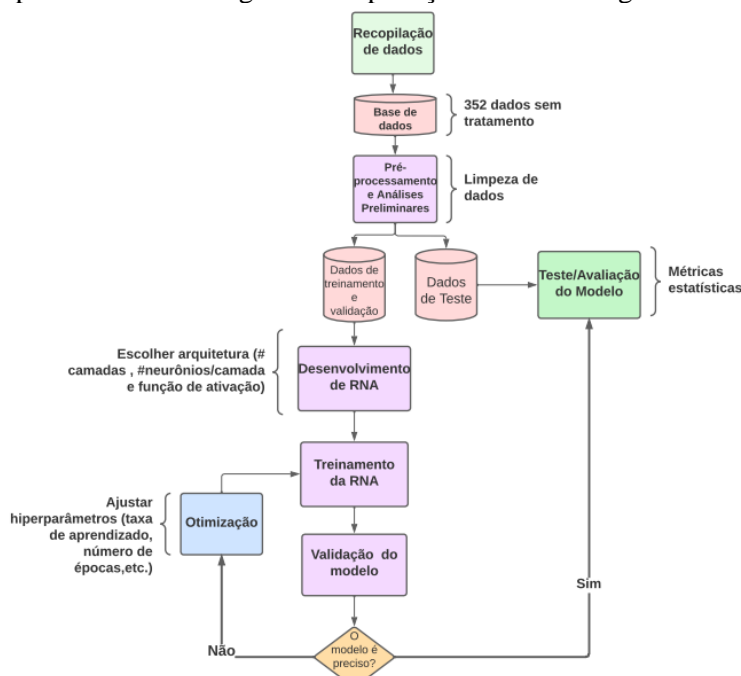 Recopilação
de dados
Base de
dados
352 dados sem
tratamento
Pré-
processamento
e Análises
Preliminares
Limpeza de
dados
Dados de
treinamento
e
validação
Dados
de Teste
Teste/Avaliação
do Modelo
Métricas
estatísticas
Escolher arquitetura (#
camadas , #neurônios/camada
e função de ativação)
Desenvolvimento
de RNA
Treinamento
da RNA
Ajustar
hiperparâmetros (taxa
de aprendizado,
número de
épocas,etc.)
Otimização
Validação do
modelo
Sim
O
modelo é
preciso?
Não